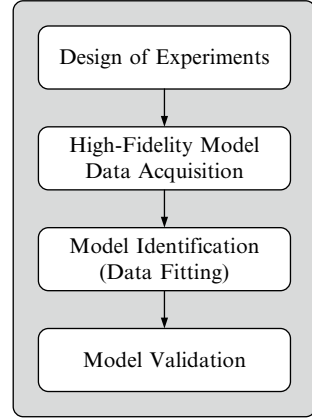 Design of Experiments
High-Fidelity Model
Data Acquisition
Model Identification
(Data Fitting)
Model Validation